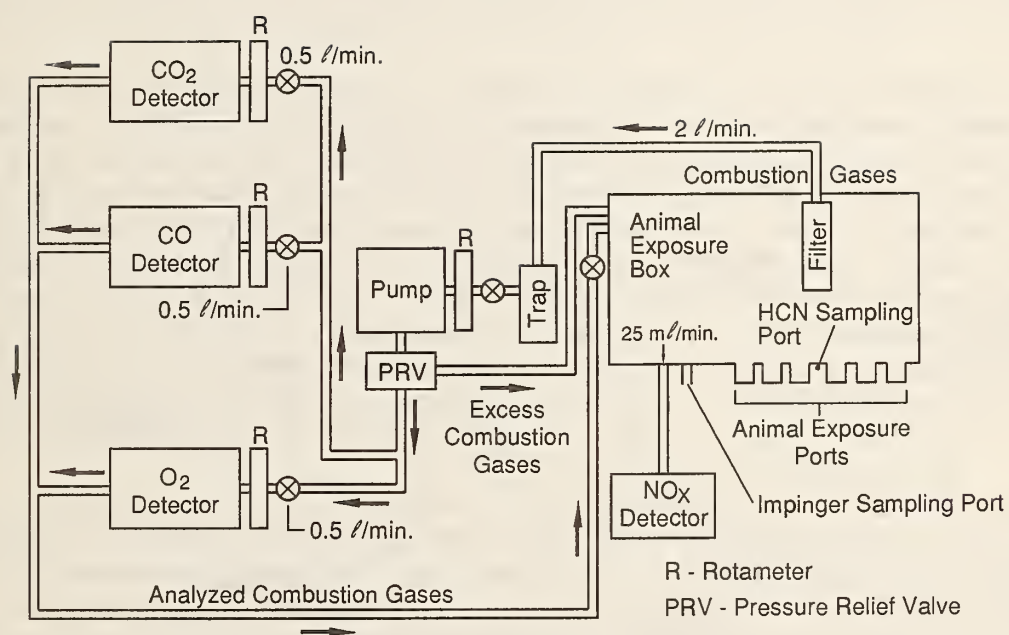 R
0.5 ℓ/min.
CO₂
Detector
2 ℓ/min.
Combustion Gases
R
CO
Detector
0.5 ℓ/min.
Animal
Exposure
Box
Filter
R
Pump
Trap
HCN Sampling
Port
25 mℓ/min.
PRV
Excess
Combustion
Gases
Animal Exposure
Ports
R
O₂
Detector
0.5 ℓ/min.
NOX
Detector
Impinger Sampling Port
R - Rotameter
Analyzed Combustion Gases
PRV - Pressure Relief Valve